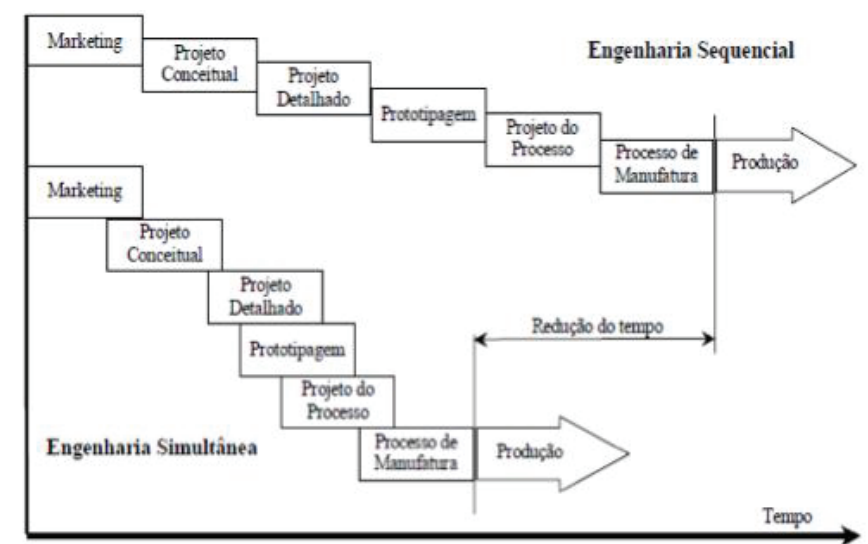 Marketing
Projeto
Conceitual
Engenharia Sequencial
Projeto
Detalhado
Prototipagem
Projeto do
Processo
Processo de
Manufatura
Produção
Marketing
Projeto
Conceitual
Projeto
Detalhado
Redução do tempo
Prototipagem
Projeto do
Processo
Engenharia Simultânea
Processo de
Manufatura
Produção
Tempo